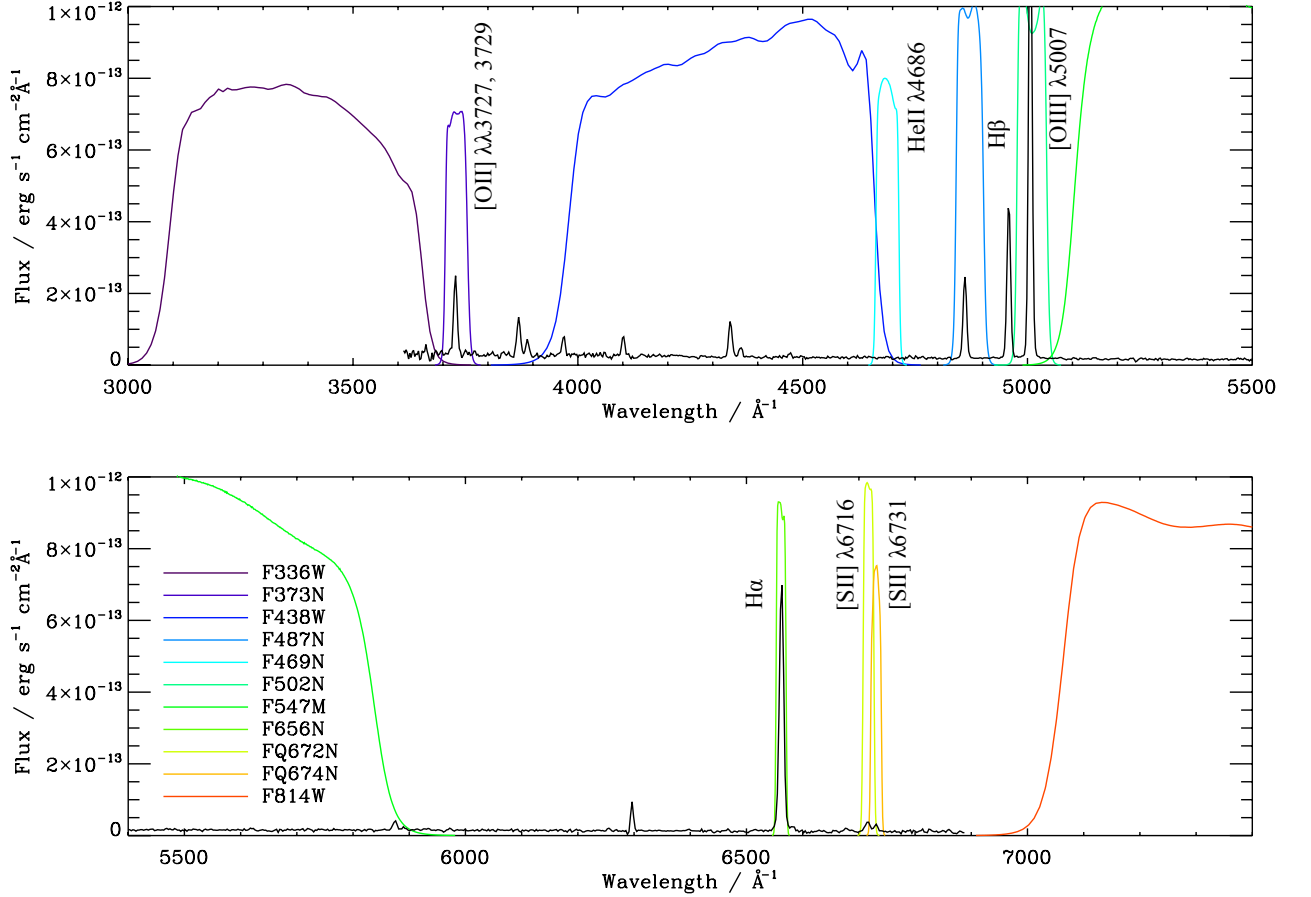 1×10⁻¹²
8×10⁻¹³
6×10⁻¹³
4×10⁻¹³
2×10⁻¹³
0
Flux / erg s⁻¹ cm⁻²Å⁻¹
[OII] λλ3727, 3729
HeII λ4686
Hβ
[OIII] λ5007
3000 3500 4000 4500 5000 5500
Wavelength / Å⁻¹
1×10⁻¹²
8×10⁻¹³
6×10⁻¹³
4×10⁻¹³
2×10⁻¹³
0
Flux / erg s⁻¹ cm⁻²Å⁻¹
F336W
F373N
F438W
F487N
F469N
F502N
F547M
F656N
FQ672N
FQ674N
F814W
Hα
[SII] λ6716
[SII] λ6731
5500 6000 6500 7000
Wavelength / Å⁻¹